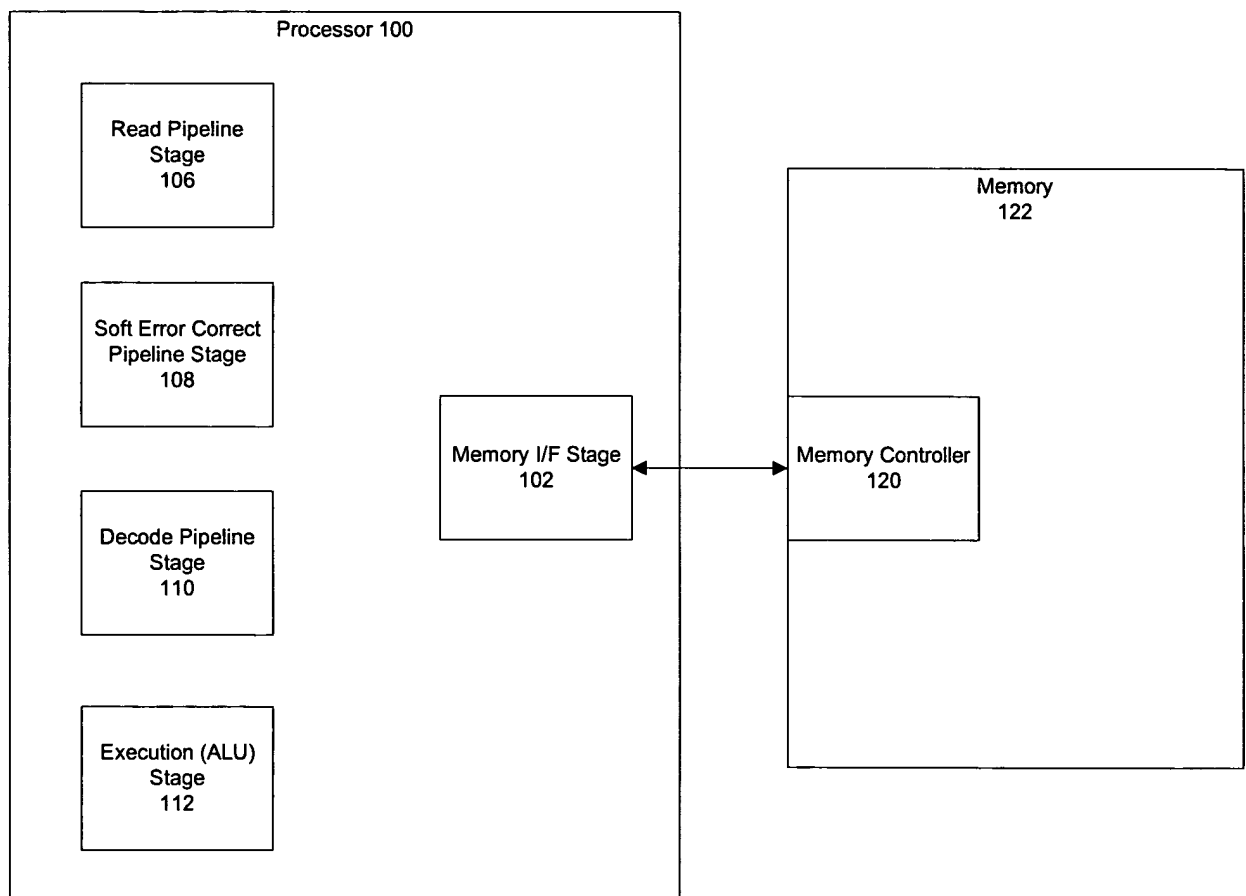 Processor 100
Read Pipeline
Stage
106
Soft Error Correct
Pipeline Stage
108
Decode Pipeline
Stage
110
Execution (ALU)
Stage
112
Memory I/F Stage
102
Memory
122
Memory Controller
120